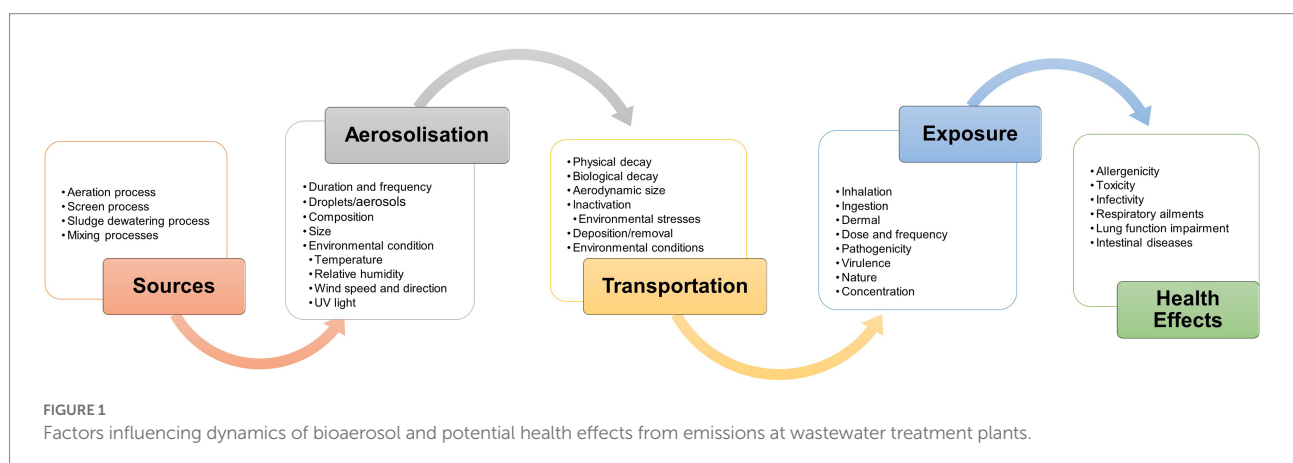 • Aeration process
• Screen process
• Sludge dewatering process
• Mixing processes
Sources
Aerosolisation
• Duration and frequency
• Droplets/aerosols
• Composition
• Size
• Environmental condition
• Temperature
• Relative humidity
• Wind speed and direction
• UV light
• Physical decay
• Biological decay
• Aerodynamic size
• Inactivation
• Environmental stresses
• Deposition/removal
• Environmental conditions
Transportation
Exposure
• Inhalation
• Ingestion
• Dermal
• Dose and frequency
• Pathogenicity
• Virulence
• Nature
• Concentration
• Allergenicity
• Toxicity
• Infectivity
• Respiratory ailments
• Lung function impairment
• Intestinal diseases
Health
Effects
FIGURE 1
Factors influencing dynamics of bioaerosol and potential health effects from emissions at wastewater treatment plants.